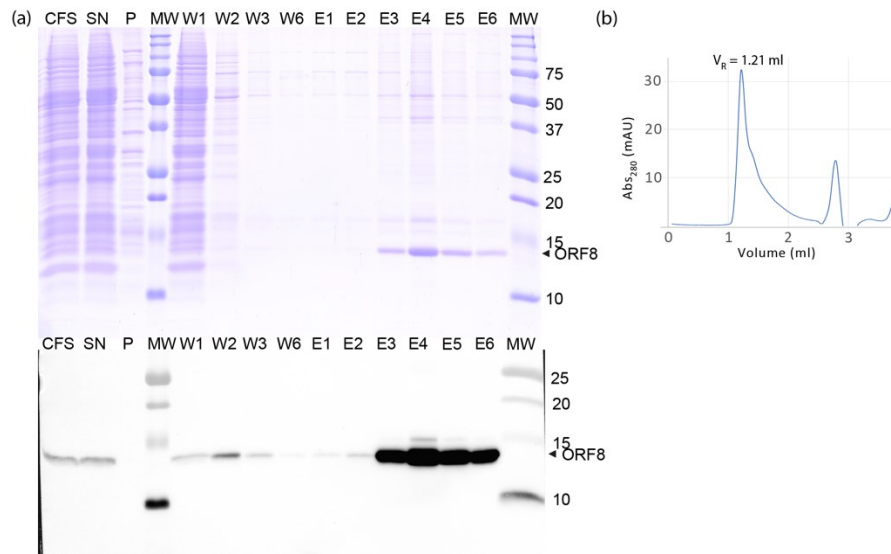 (a)
CFS SN P MW W1 W2 W3 W6 E1 E2 E3 E4 E5 E6 MW
75
50
37
25
20
15
◄ ORF8
10
CFS SN P MW W1 W2 W3 W6 E1 E2 E3 E4 E5 E6 MW
25
20
15
◄ ORF8
10
(b)
V_R = 1.21 ml
30
20
10
Abs_280 (mAU)
0 1 2 3
Volume (ml)